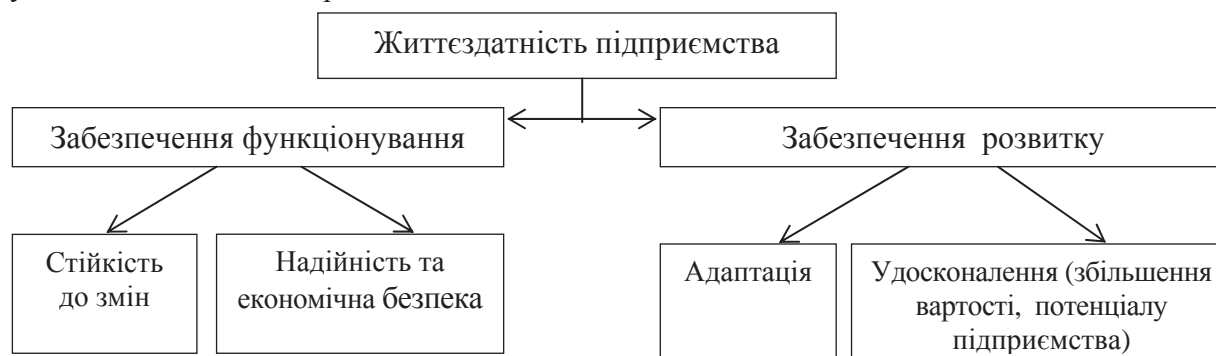 Життєздатність підприємства
Забезпечення функціонування
Забезпечення розвитку
Стійкість
до змін
Надійність та
економічна безпека
Адаптація
Удосконалення (збільшення
вартості, потенціалу
підприємства)